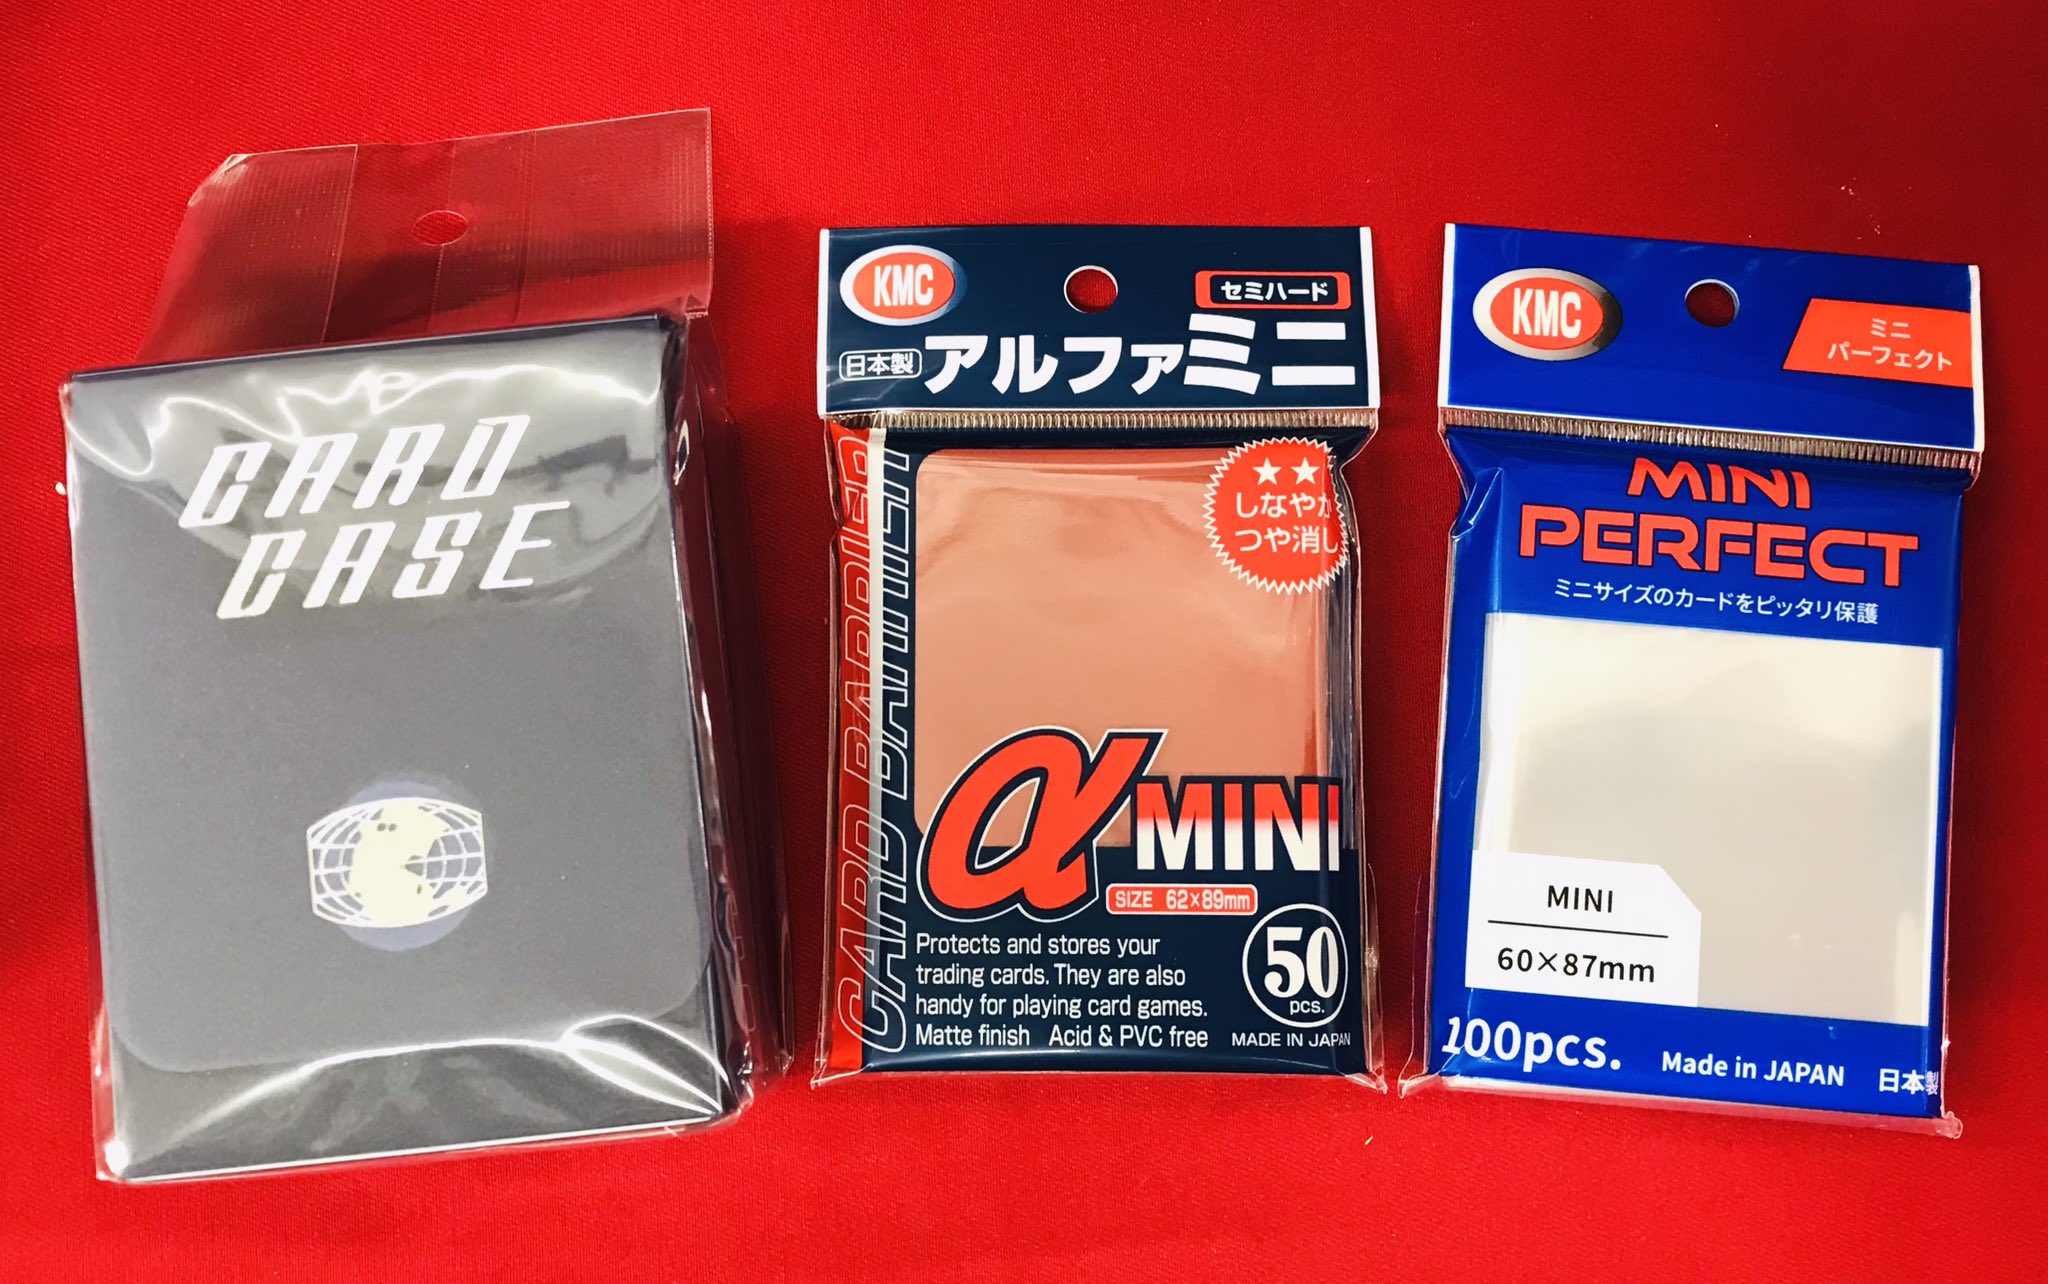 CARD
CASE
KMC
セミハード
日本製
アルファミニ
CARD BARRIER
CARD BARRIER
★★
しなやか
つや消し
α MINI
SIZE 62×89mm
Protects and stores your
trading cards. They are also
handy for playing card games.
Matte finish Acid & PVC free
50
pcs.
MADE IN JAPAN
KMC
ミニ
パーフェクト
MINI
PERFECT
ミニサイズのカードをピッタリ保護
MINI
60×87mm
100pcs.
Made in JAPAN
日本製